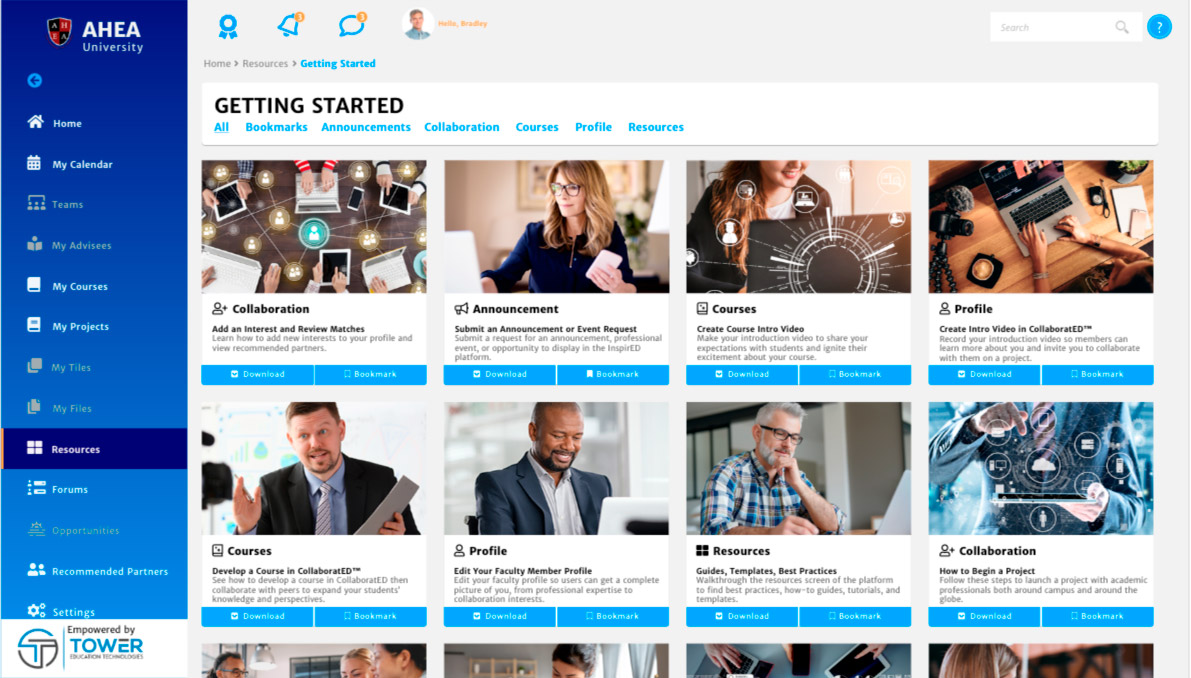 A H
E A
AHEA
University
3
3
Hello, Bradley
Search
?
Home > Resources > Getting Started
GETTING STARTED
All Bookmarks Announcements Collaboration Courses Profile Resources
Home
My Calendar
Teams
My Advisees
My Courses
My Projects
My Tiles
My Files
Resources
Forums
Opportunities
Recommended Partners
Settings
Empowered by
TOWER
EDUCATION TECHNOLOGIES
Collaboration
Add an Interest and Review Matches
Learn how to add new interests to your profile and
view recommended partners.
Download Bookmark
Announcement
Submit an Announcement or Event Request
Submit a request for an announcement, professional
event, or opportunity to display in the InspirED
platform.
Download Bookmark
Courses
Create Course Intro Video
Make your introduction video to share your
expectations with students and ignite their
excitement about your course.
Download Bookmark
Profile
Create Intro Video in CollaboratED™
Record your introduction video so members can
learn more about you and invite you to collaborate
with them on a project.
Download Bookmark
Courses
Develop a Course in CollaboratED™
See how to develop a course in CollaboratED then
collaborate with peers to expand your students'
knowledge and perspectives.
Download Bookmark
Profile
Edit Your Faculty Member Profile
Edit your faculty profile so users can get a complete
picture of you, from professional expertise to
collaboration interests.
Download Bookmark
Resources
Guides, Templates, Best Practices
Walkthrough the resources screen of the platform
to find best practices, how-to guides, tutorials, and
templates.
Download Bookmark
Collaboration
How to Begin a Project
Follow these steps to launch a project with academic
professionals both around campus and around the
globe.
Download Bookmark